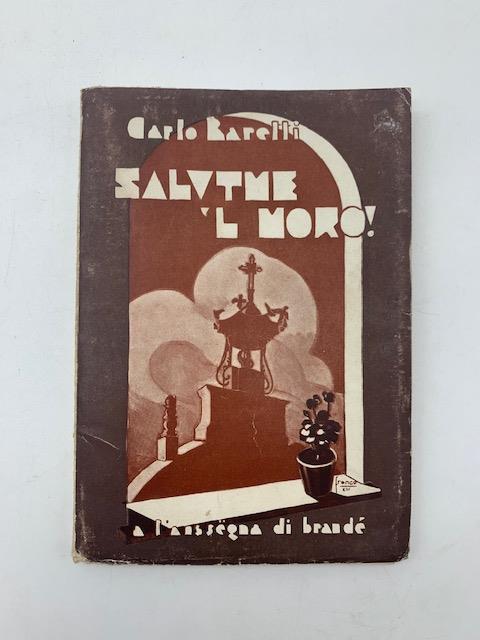 Carlo Baretti
SALVTME
'L MORO!
a l'anssëgna di brandé